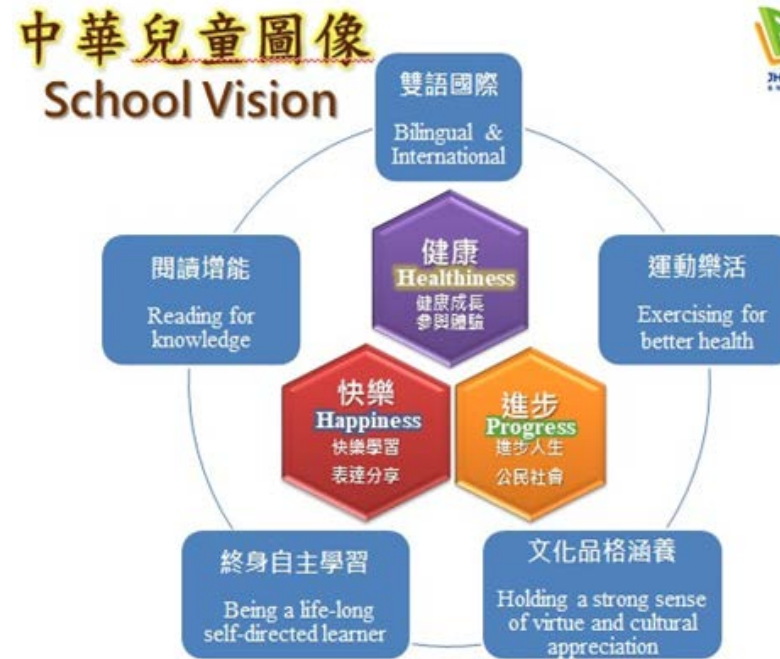 中華兒童圖像
School Vision
雙語國際
Bilingual &
International
閱讀增能
Reading for
knowledge
運動樂活
Exercising for
better health
健康
Healthiness
健康成長
參與體驗
快樂
Happiness
快樂學習
表達分享
進步
Progress
進步人生
公民社會
終身自主學習
Being a life-long
self-directed learner
文化品格涵養
Holding a strong sense
of virtue and cultural
appreciation